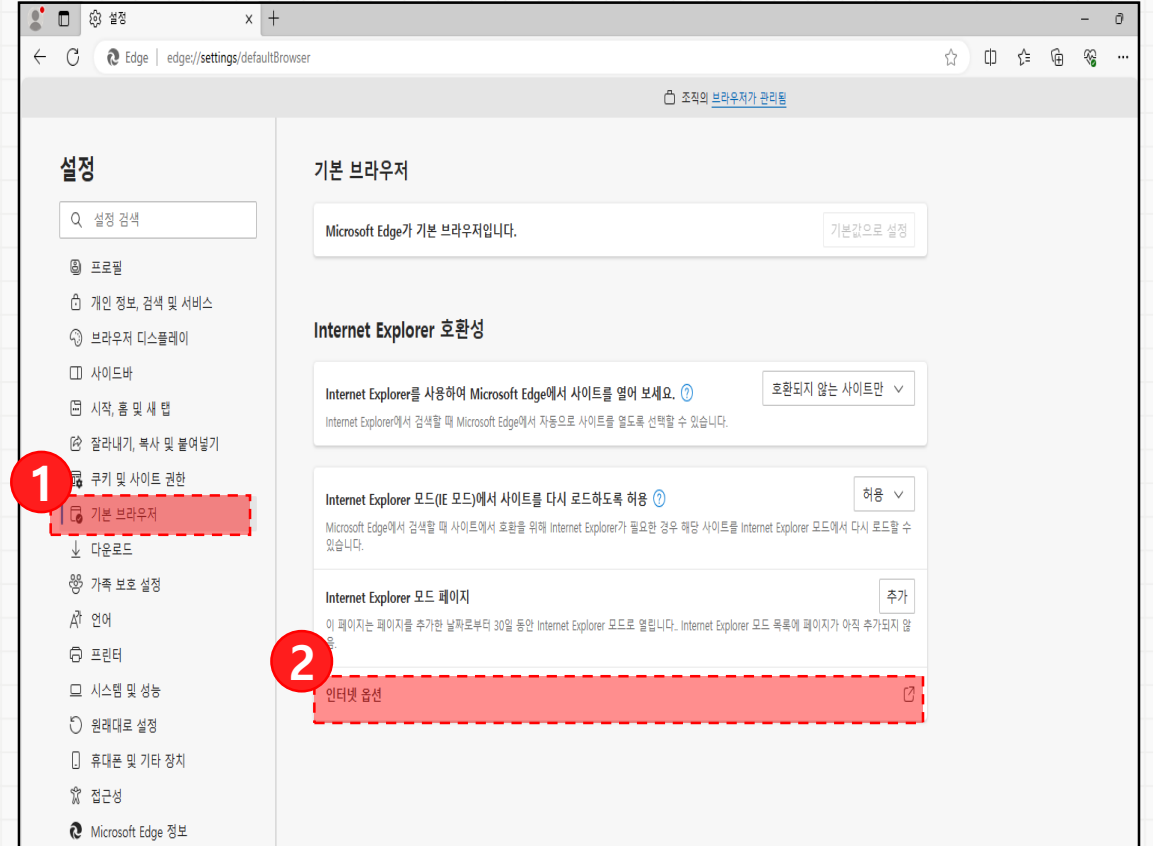 설정
Edge | edge://settings/defaultBrowser
조직의 브라우저가 관리됨
설정
설정 검색
프로필
개인 정보, 검색 및 서비스
브라우저 디스플레이
사이드바
시작, 홈 및 새 탭
잘라내기, 복사 및 붙여넣기
쿠키 및 사이트 권한
1
기본 브라우저
다운로드
가족 보호 설정
언어
프린터
시스템 및 성능
원래대로 설정
휴대폰 및 기타 장치
접근성
Microsoft Edge 정보
기본 브라우저
Microsoft Edge가 기본 브라우저입니다.
기본값으로 설정
Internet Explorer 호환성
Internet Explorer를 사용하여 Microsoft Edge에서 사이트를 열어 보세요.
호환되지 않는 사이트만
Internet Explorer에서 검색할 때 Microsoft Edge에서 자동으로 사이트를 열도록 선택할 수 있습니다.
Internet Explorer 모드(IE 모드)에서 사이트를 다시 로드하도록 허용
허용
Microsoft Edge에서 검색할 때 사이트에서 호환을 위해 Internet Explorer가 필요한 경우 해당 사이트를 Internet Explorer 모드에서 다시 로드할 수
있습니다.
Internet Explorer 모드 페이지
추가
이 페이지는 페이지를 추가한 날짜로부터 30일 동안 Internet Explorer 모드로 열립니다.. Internet Explorer 모드 목록에 페이지가 아직 추가되지 않
음.
2
인터넷 옵션